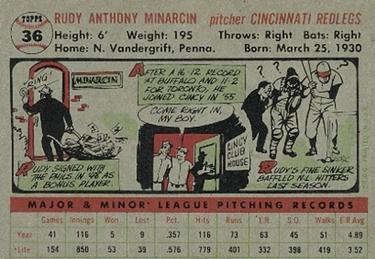 TOPPS
36
RUDY ANTHONY MINARCIN pitcher CINCINNATI REDLEGS
Height: 6' Weight: 195 Throws: Right Bats: Right
Home: N. Vandergrift, Penna. Born: March 25, 1930
RING!
MINARCIN
RUDY SIGNED WITH
THE PHILS IN '48 AS
A BONUS PLAYER.
AFTER A 16-12 RECORD
AT BUFFALO AND 11-2
FOR TORONTO, HE
JOINED CINCY IN '55
COME RIGHT IN,
MY BOY.
CINCY
CLUB
HOUSE
? ? ?
RUDY'S FINE SINKER
BAFFLED N.L. HITTERS
LAST SEASON.
MAJOR & MINOR LEAGUE PITCHING RECORDS
Games Innings Won Lost Pct. Hits Runs E.R. S.O. Walks E.R.Avg
Year 41 116 5 9 .357 116 73 63 45 51 4.89
Life 154 850 53 39 .576 779 401 332 398 419 3.52